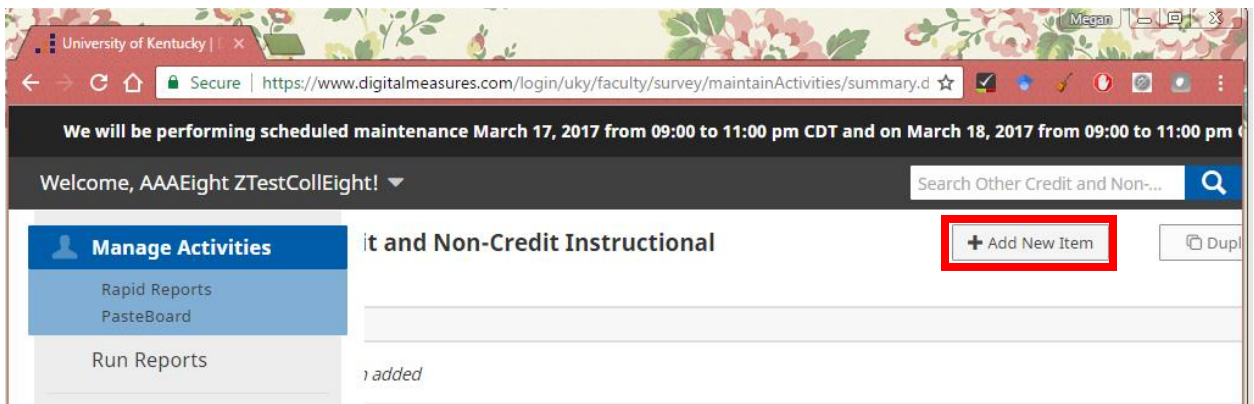 Megan
University of Kentucky |
Secure | https://www.digitalmeasures.com/login/uky/faculty/survey/maintainActivities/summary.d
We will be performing scheduled maintenance March 17, 2017 from 09:00 to 11:00 pm CDT and on March 18, 2017 from 09:00 to 11:00 pm
Welcome, AAAEight ZTestCollEight!
Search Other Credit and Non-...
Manage Activities
it and Non-Credit Instructional
+ Add New Item
Dupl
Rapid Reports
PasteBoard
Run Reports
added